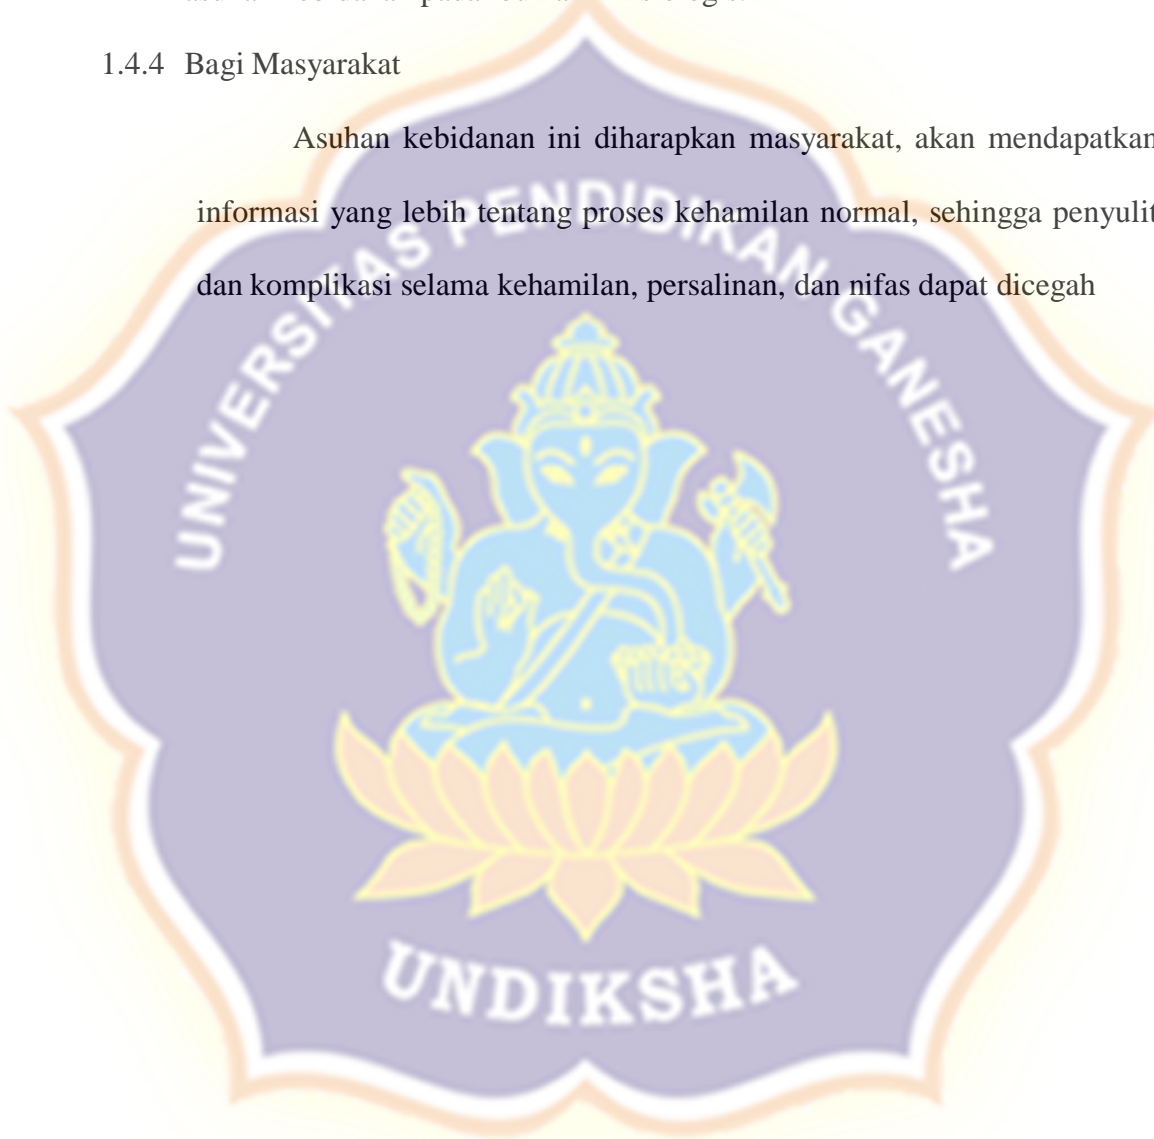 1.4.4 Bagi Masyarakat
Asuhan kebidanan ini diharapkan masyarakat, akan mendapatkan
informasi yang lebih tentang proses kehamilan normal, sehingga penyulit
dan komplikasi selama kehamilan, persalinan, dan nifas dapat dicegah
UNIVERSITAS PENDIDIKAN GANESHA
UNDIKSHA